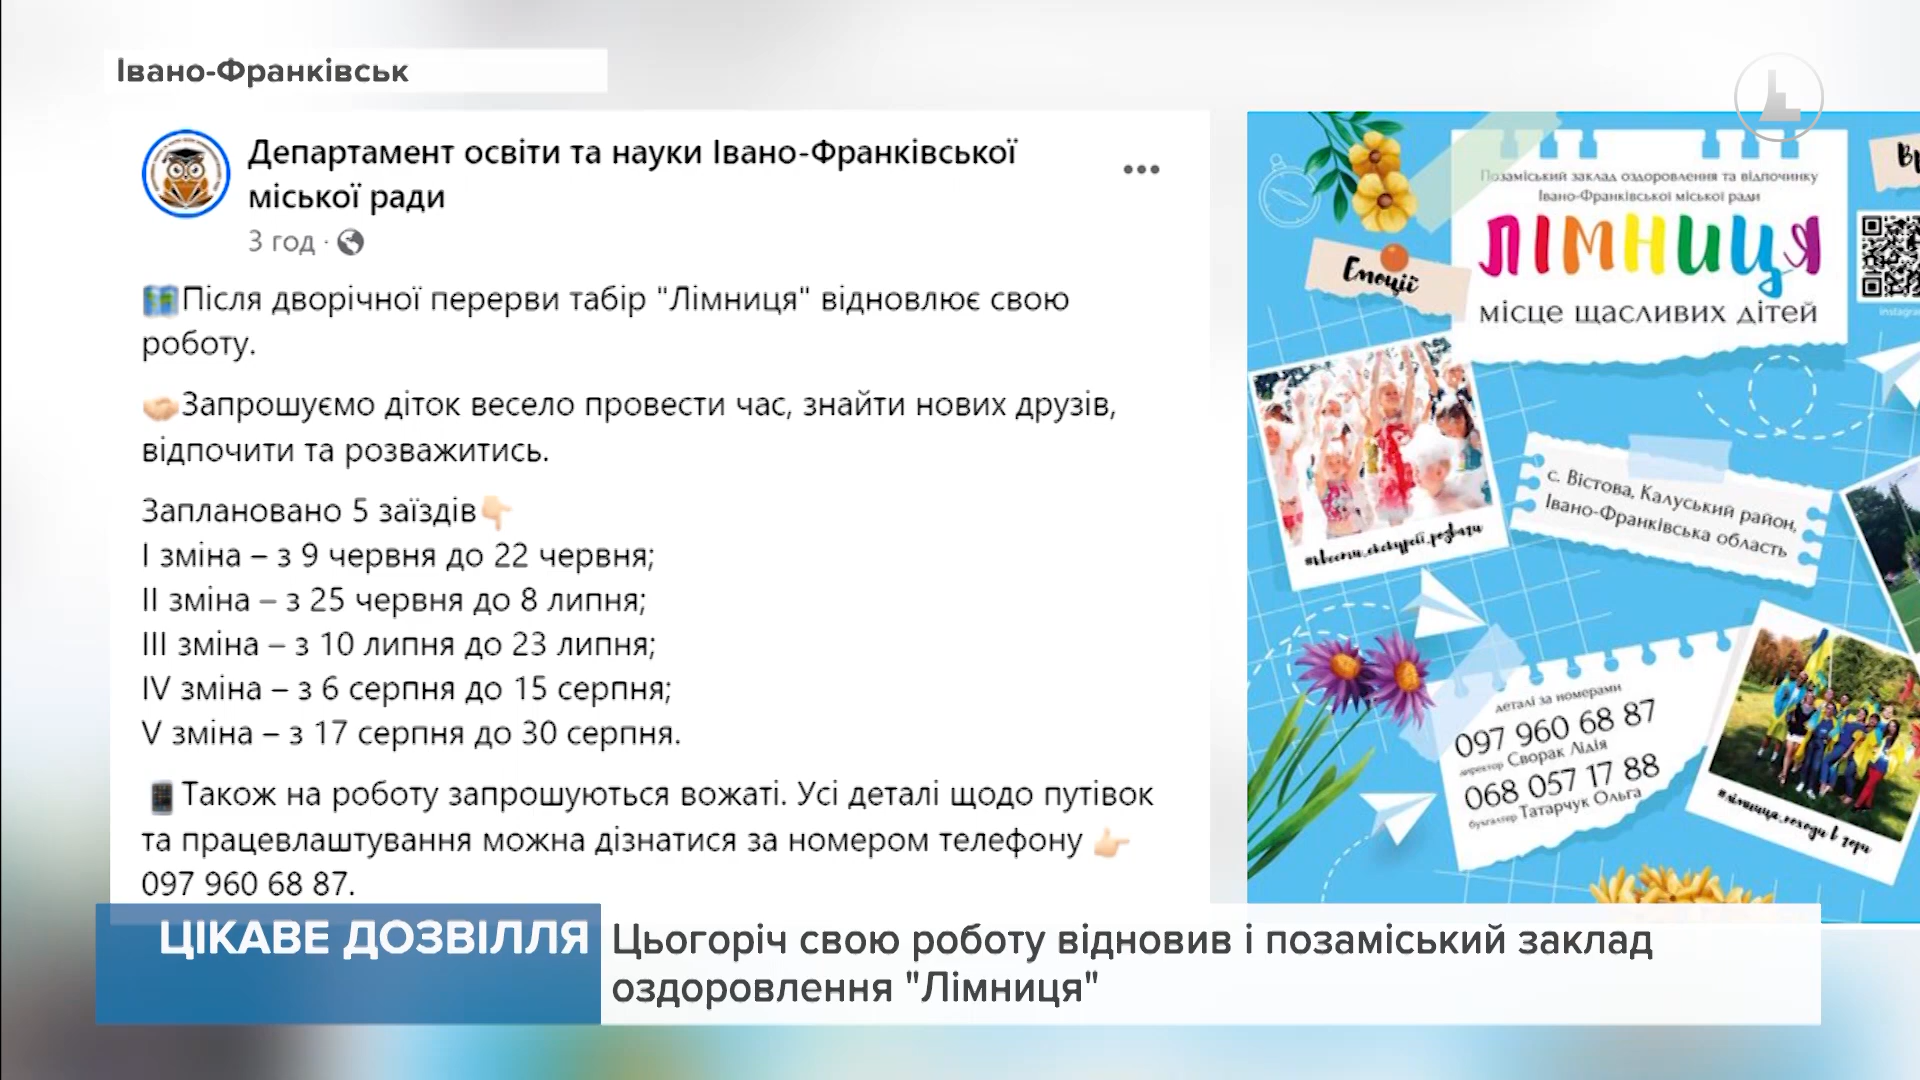 Івано-Франківськ
Департамент освіти та науки Івано-Франківської
міської ради
3 год ·
Після дворічної перерви табір "Лімниця" відновлює свою
роботу.
Запрошуємо діток весело провести час, знайти нових друзів,
відпочити та розважитись.
Заплановано 5 заїздів
І зміна – з 9 червня до 22 червня;
ІІ зміна – з 25 червня до 8 липня;
ІІІ зміна – з 10 липня до 23 липня;
IV зміна – з 6 серпня до 15 серпня;
V зміна – з 17 серпня до 30 серпня.
Також на роботу запрошуються вожаті. Усі деталі щодо путівок
та працевлаштування можна дізнатися за номером телефону
097 960 68 87.
Позаміський заклад оздоровлення та відпочинку
Івано-Франківської міської ради
ЛІМНИЦЯ
місце щасливих дітей
Емоції
#квести_екскурсії_розваги
с. Вістова, Калуський район,
Івано-Франківська область
деталі за номерами
097 960 68 87
директор Сворак Лідія
068 057 17 88
бухгалтер Татарчук Ольга
#лімниця_походи в гори
ЦІКАВЕ ДОЗВІЛЛЯ
Цьогоріч свою роботу відновив і позаміський заклад
оздоровлення "Лімниця"